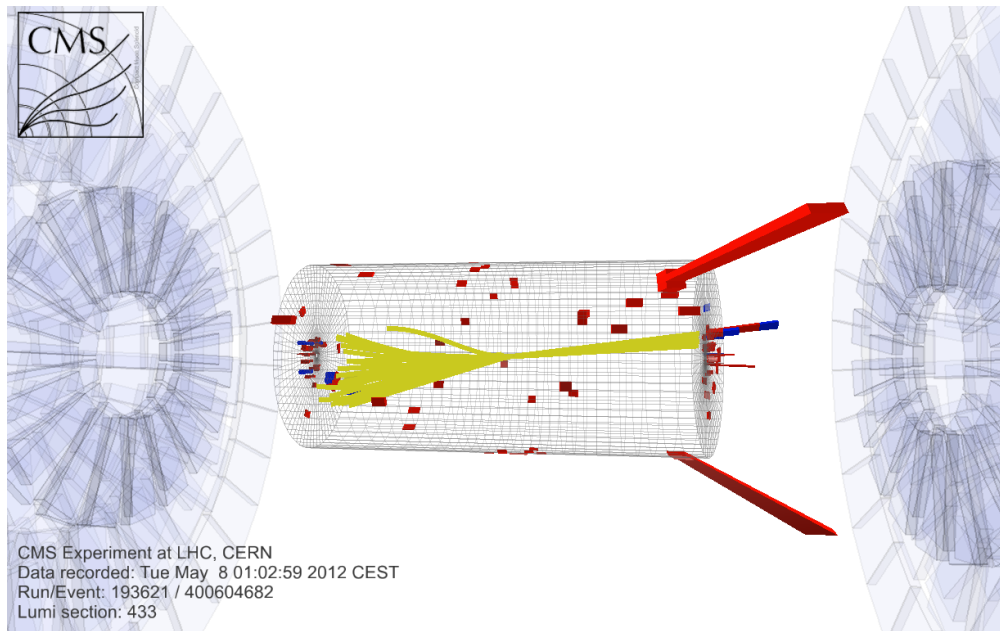 CMS
CMS Experiment at LHC, CERN
Data recorded: Tue May  8 01:02:59 2012 CEST
Run/Event: 193621 / 400604682
Lumi section: 433